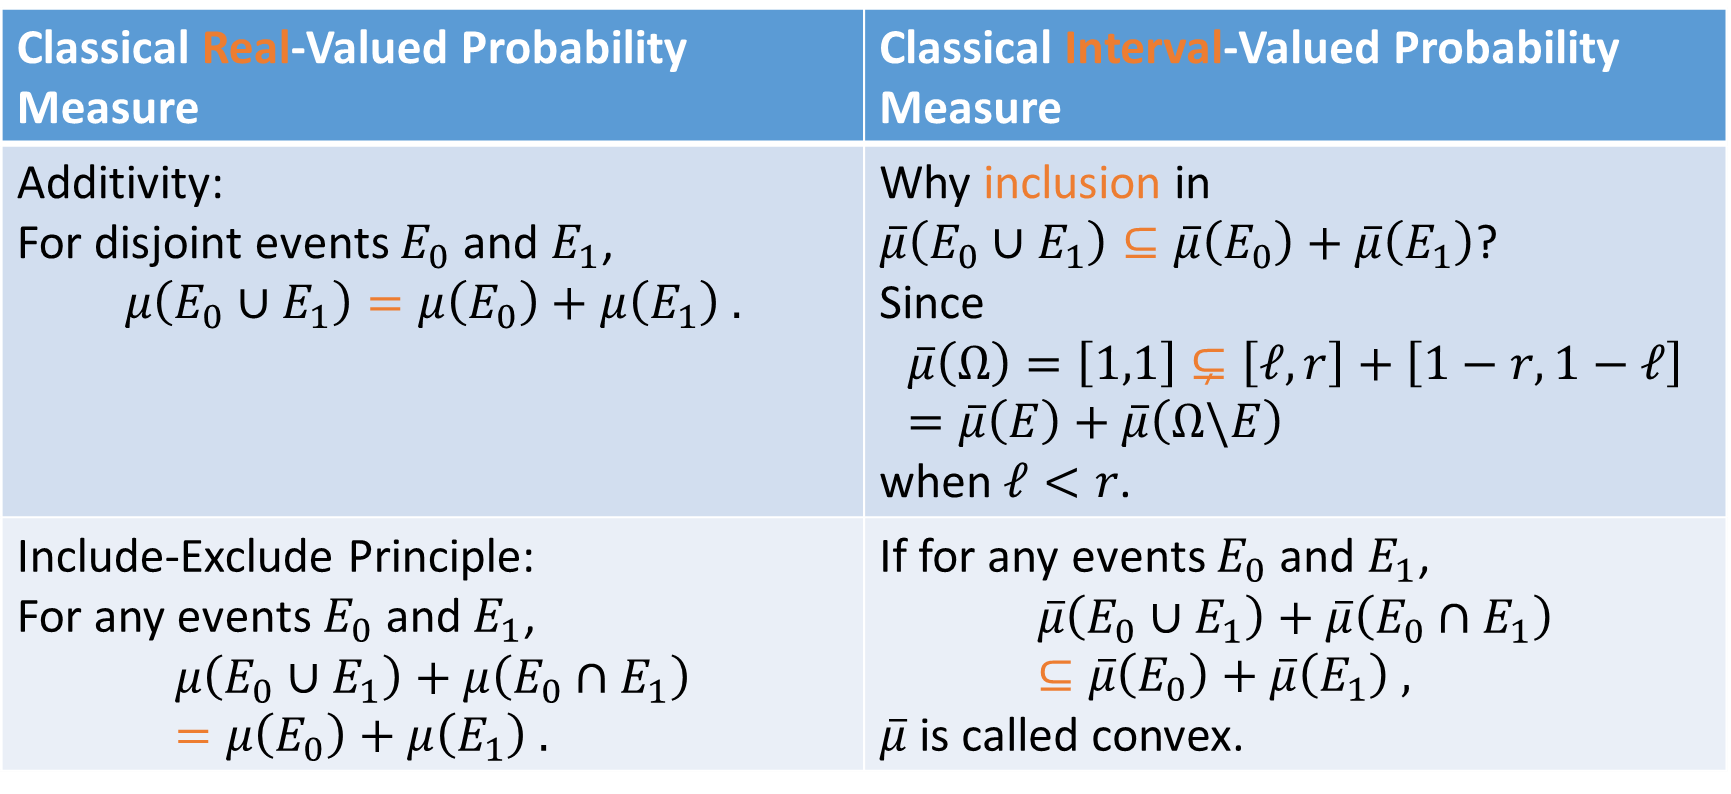 Classical Real-Valued Probability
Measure
Classical Interval-Valued Probability
Measure
Additivity:
For disjoint events E₀ and E₁,
μ(E₀ ∪ E₁) = μ(E₀) + μ(E₁) .
Why inclusion in
μ̄(E₀ ∪ E₁) ⊆ μ̄(E₀) + μ̄(E₁)?
Since
μ̄(Ω) = [1,1] ⊊ [ℓ, r] + [1 − r, 1 − ℓ]
= μ̄(E) + μ̄(Ω\E)
when ℓ < r.
Include-Exclude Principle:
For any events E₀ and E₁,
μ(E₀ ∪ E₁) + μ(E₀ ∩ E₁)
= μ(E₀) + μ(E₁) .
If for any events E₀ and E₁,
μ̄(E₀ ∪ E₁) + μ̄(E₀ ∩ E₁)
⊆ μ̄(E₀) + μ̄(E₁) ,
μ̄ is called convex.